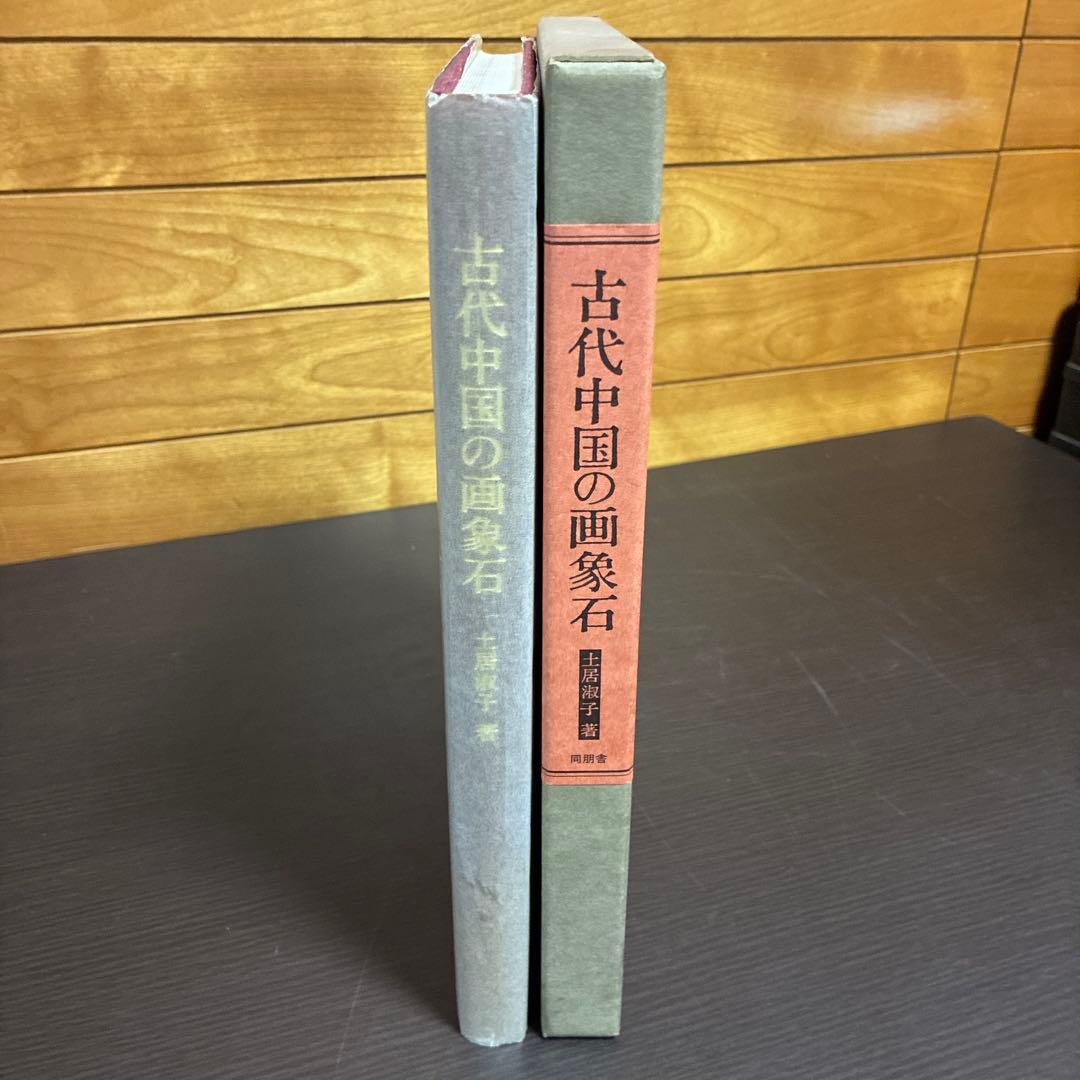 古代中国の画象石
土居淑子 著
古代中国の画象石
土居淑子 著
同朋舎